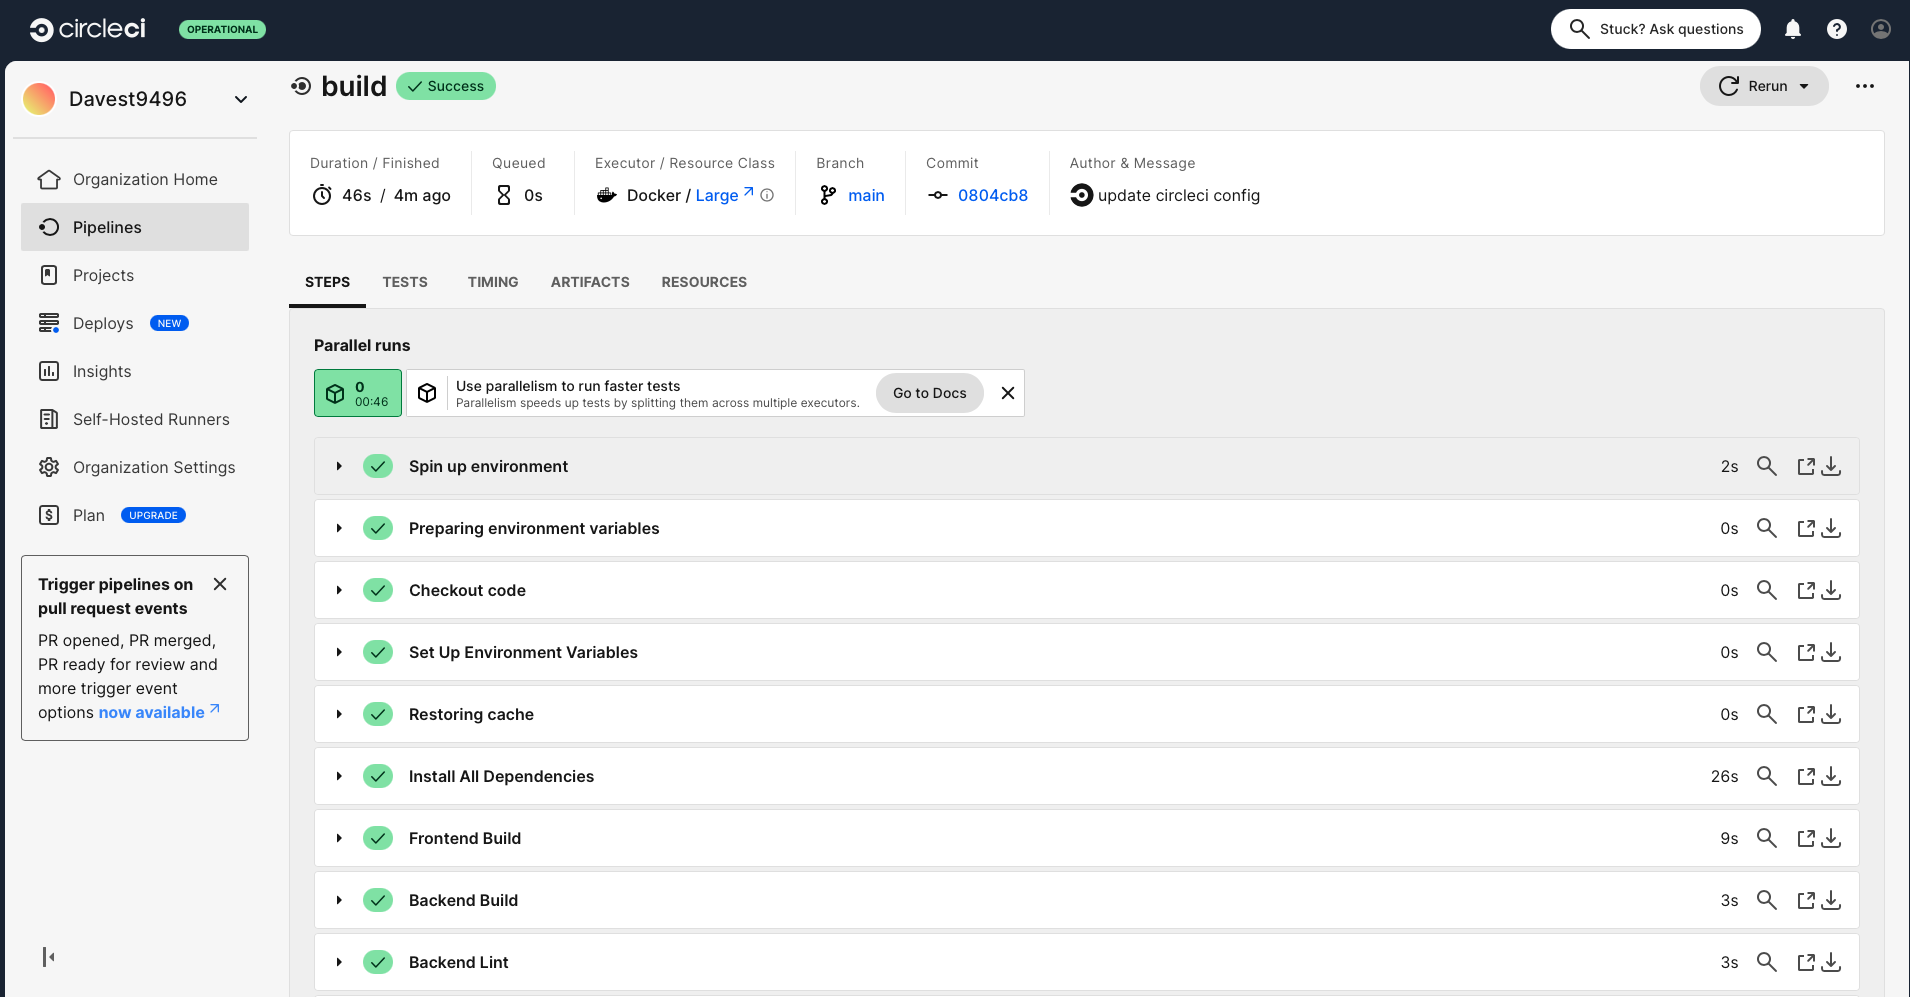 circleci
OPERATIONAL
Stuck? Ask questions
Davest9496
Organization Home
Pipelines
Projects
Deploys NEW
Insights
Self-Hosted Runners
Organization Settings
Plan UPGRADE
Trigger pipelines on
pull request events
PR opened, PR merged,
PR ready for review and
more trigger event
options now available
build
Success
Rerun
Duration / Finished
46s / 4m ago
Queued
0s
Executor / Resource Class
Docker / Large
Branch
main
Commit
0804cb8
Author & Message
update circleci config
STEPS
TESTS
TIMING
ARTIFACTS
RESOURCES
Parallel runs
0
00:46
Use parallelism to run faster tests
Parallelism speeds up tests by splitting them across multiple executors.
Go to Docs
Spin up environment 2s
Preparing environment variables 0s
Checkout code 0s
Set Up Environment Variables 0s
Restoring cache 0s
Install All Dependencies 26s
Frontend Build 9s
Backend Build 3s
Backend Lint 3s